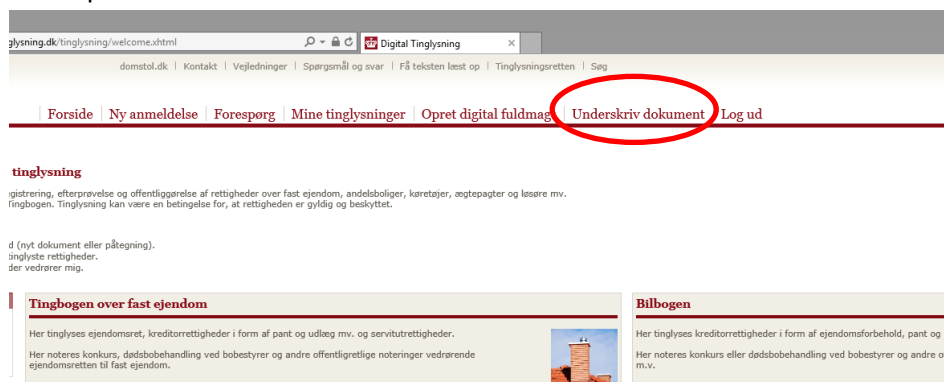 glysning.dk/tinglysning/welcome.xhtml
Digital Tinglysning
domstol.dk | Kontakt | Vejledninger | Spørgsmål og svar | Få teksten læst op | Tinglysningsretten | Søg
Forside | Ny anmeldelse | Forespørg | Mine tinglysninger | Opret digital fuldmag | Underskriv dokument | Log ud
tinglysning
gistrering, efterprøvelse og offentliggørelse af rettigheder over fast ejendom, andelsboliger, køretøjer, ægtepagter og løsøre mv.
Tingbogen. Tinglysning kan være en betingelse for, at rettigheden er gyldig og beskyttet.
d (nyt dokument eller påtegning).
tinglyste rettigheder.
der vedrører mig.
Tingbogen over fast ejendom
Her tinglyses ejendomsret, kreditorrettigheder i form af pant og udlæg mv. og servitutrettigheder.
Her noteres konkurs, dødsbobehandling ved bobestyrer og andre offentligretlige noteringer vedrørende
ejendomsretten til fast ejendom.
Bilbogen
Her tinglyses kreditorrettigheder i form af ejendomsforbehold, pant og
Her noteres konkurs eller dødsbobehandling ved bobestyrer og andre o
m.v.